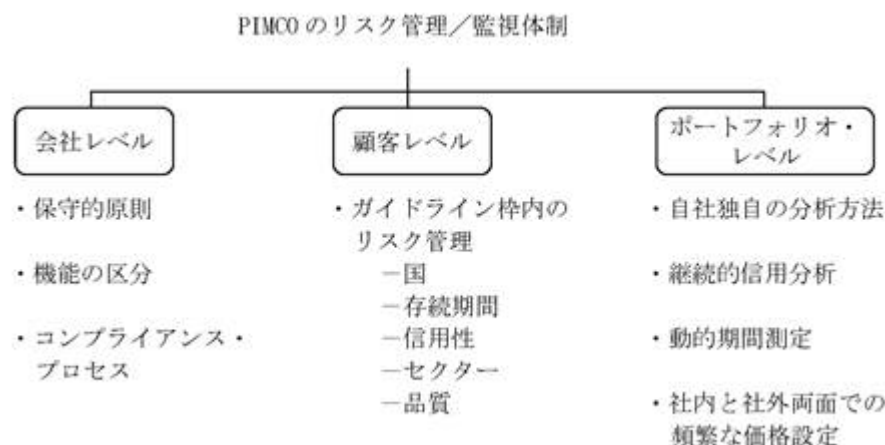 PIMCOのリスク管理／監視体制
会社レベル
・保守的原則
・機能の区分
・コンプライアンス・
プロセス
顧客レベル
・ガイドライン枠内の
リスク管理
―国
―存続期間
―信用性
―セクター
―品質
ポートフォリオ・
レベル
・自社独自の分析方法
・継続的信用分析
・動的期間測定
・社内と社外両面での
頻繁な価格設定